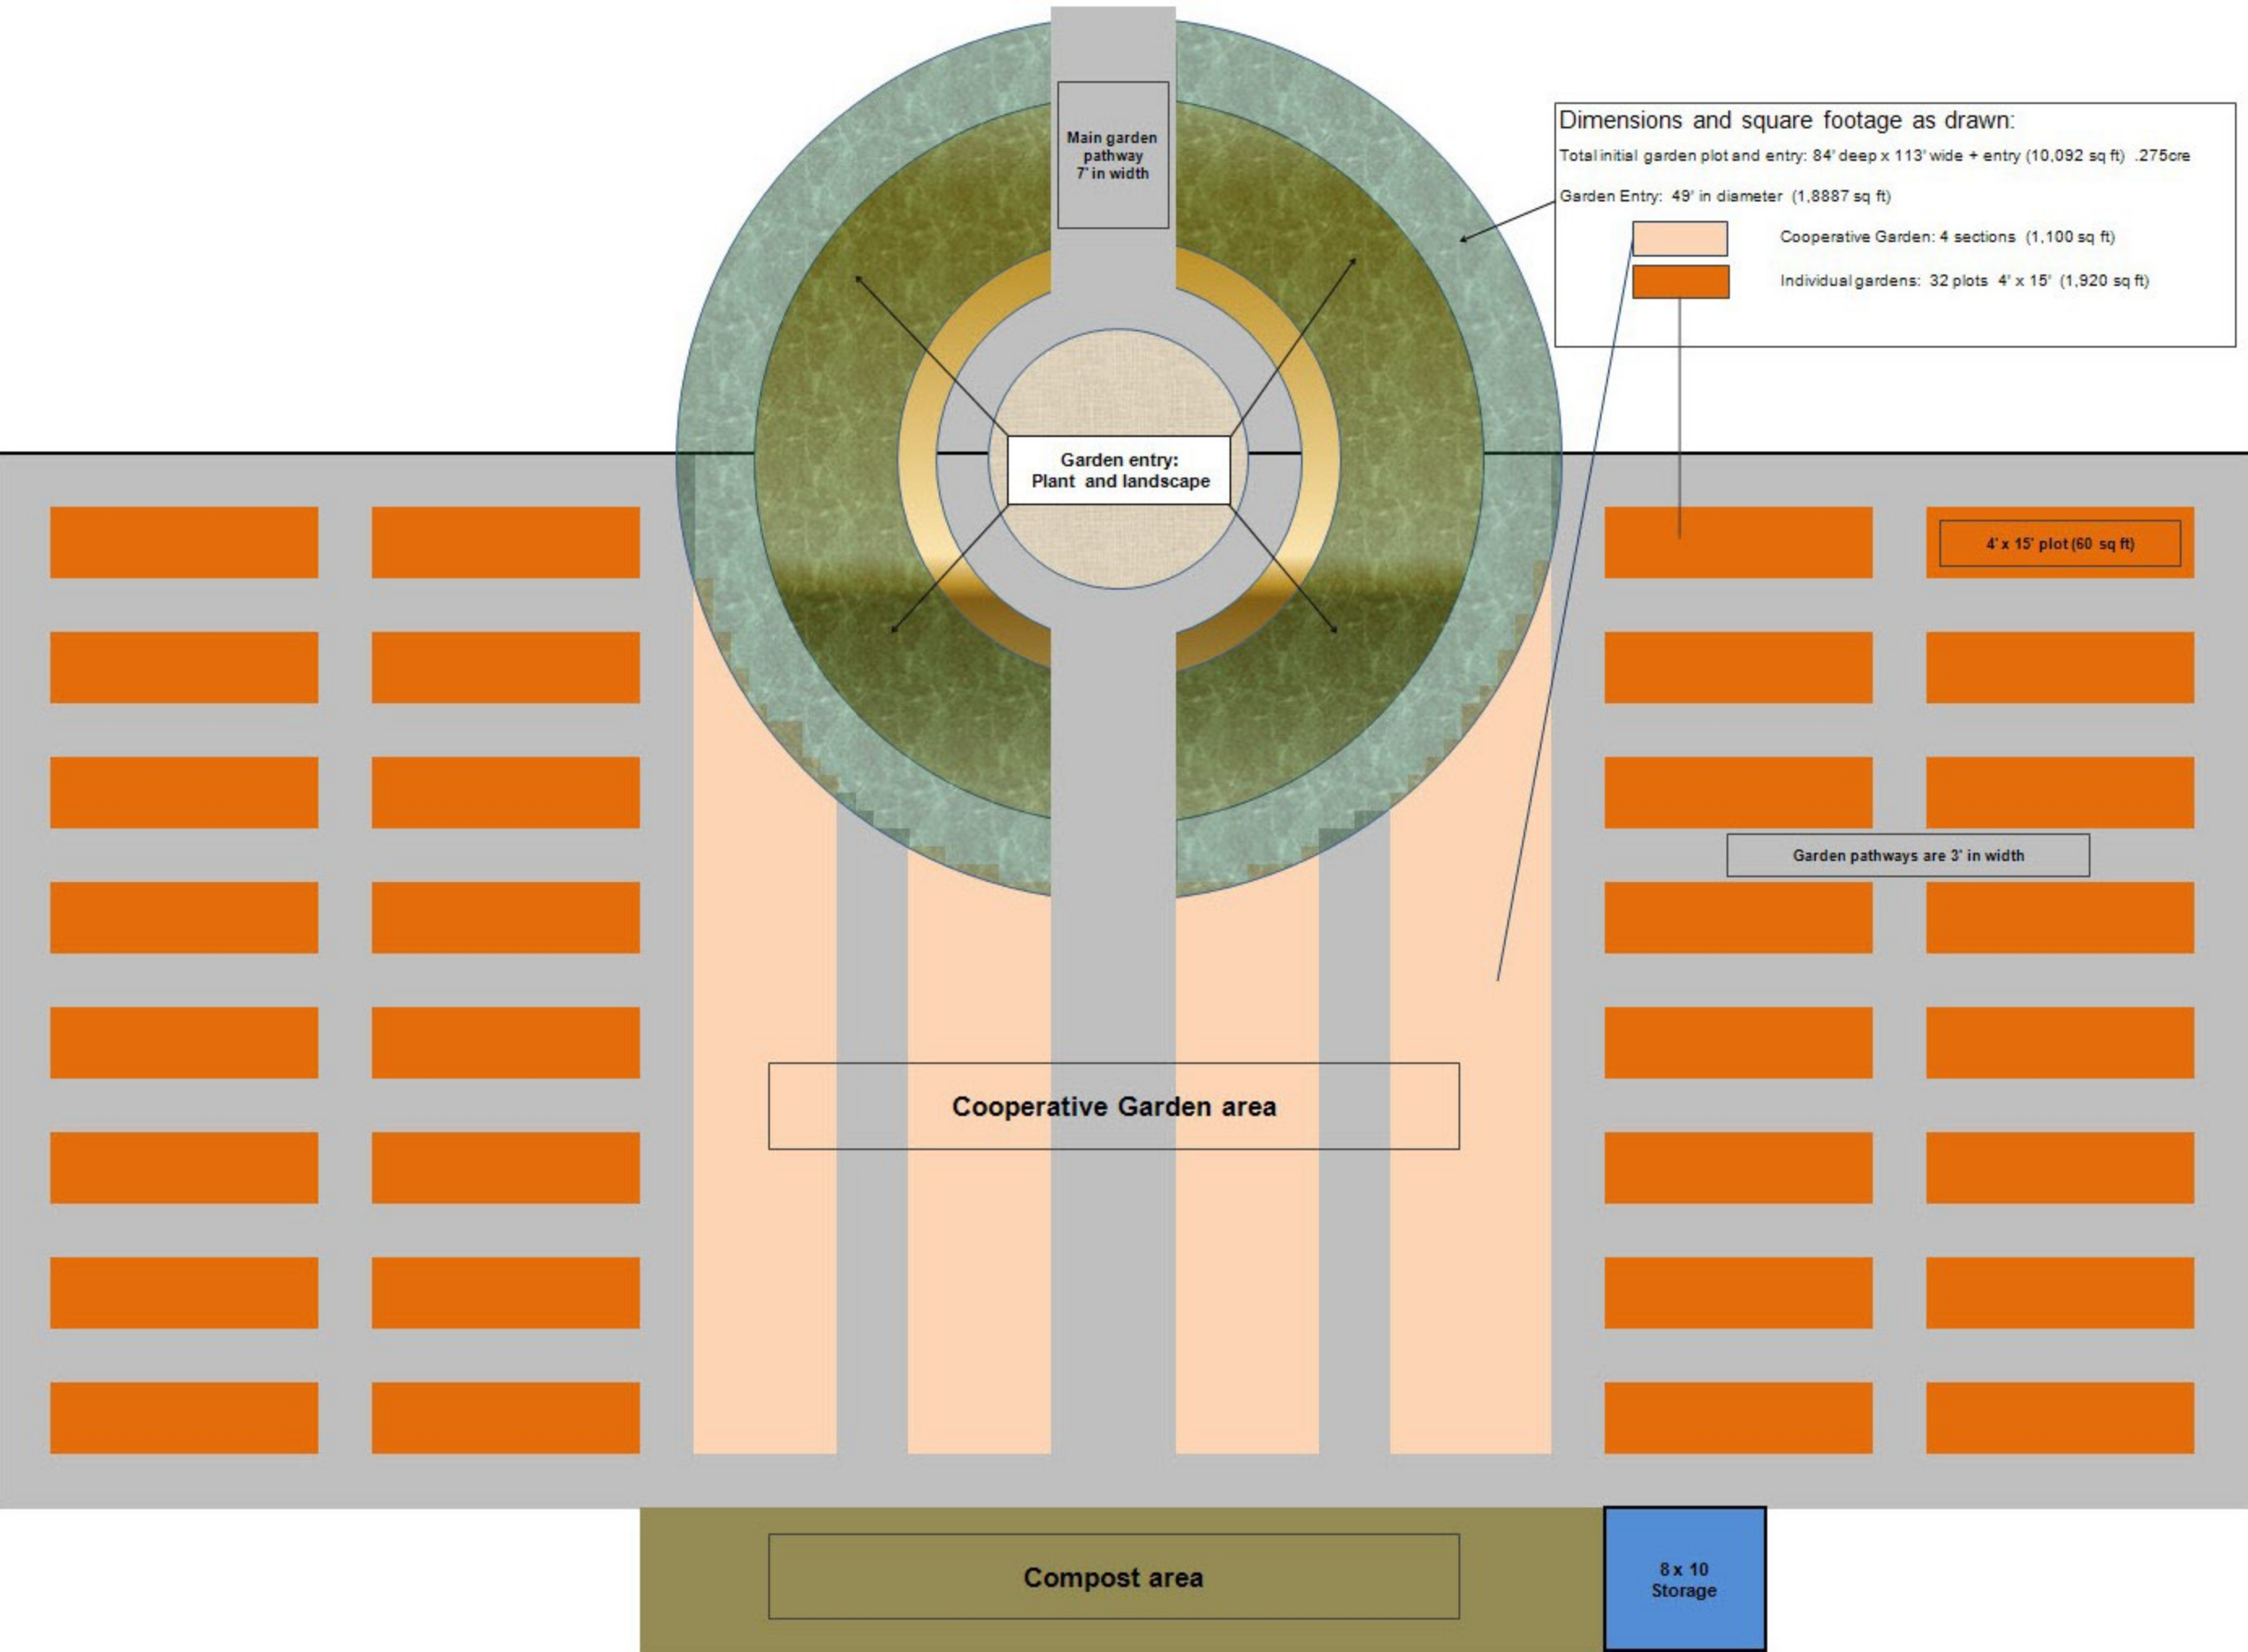 Main garden
pathway
7' in width
Dimensions and square footage as drawn:
Total initial garden plot and entry: 84' deep x 113' wide + entry (10,092 sq ft) .275cre
Garden Entry: 49' in diameter (1,8887 sq ft)
Cooperative Garden: 4 sections (1,100 sq ft)
Individual gardens: 32 plots 4' x 15' (1,920 sq ft)
Garden entry:
Plant and landscape
4' x 15' plot (60 sq ft)
Garden pathways are 3' in width
Cooperative Garden area
Compost area
8 x 10
Storage